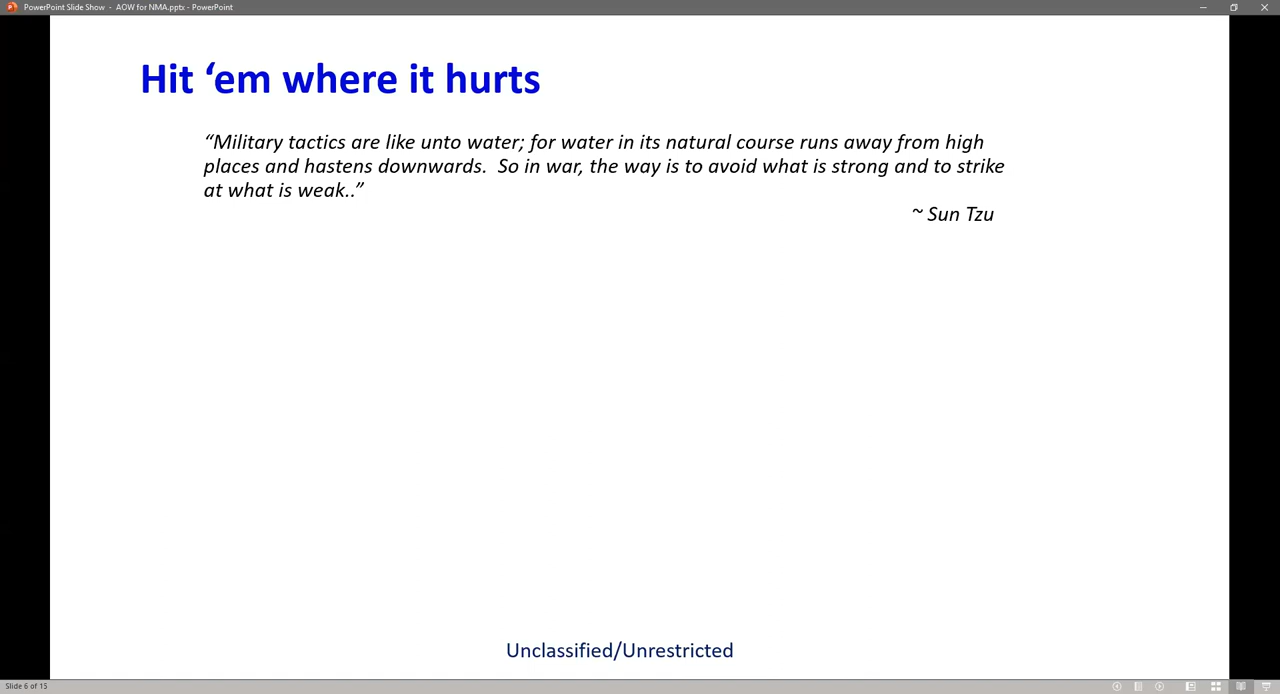 PowerPoint Slide Show - AOW for NMA.pptx - PowerPoint
Hit ‘em where it hurts
“Military tactics are like unto water; for water in its natural course runs away from high
places and hastens downwards.  So in war, the way is to avoid what is strong and to strike
at what is weak..”
~ Sun Tzu
Unclassified/Unrestricted
Slide 6 of 15